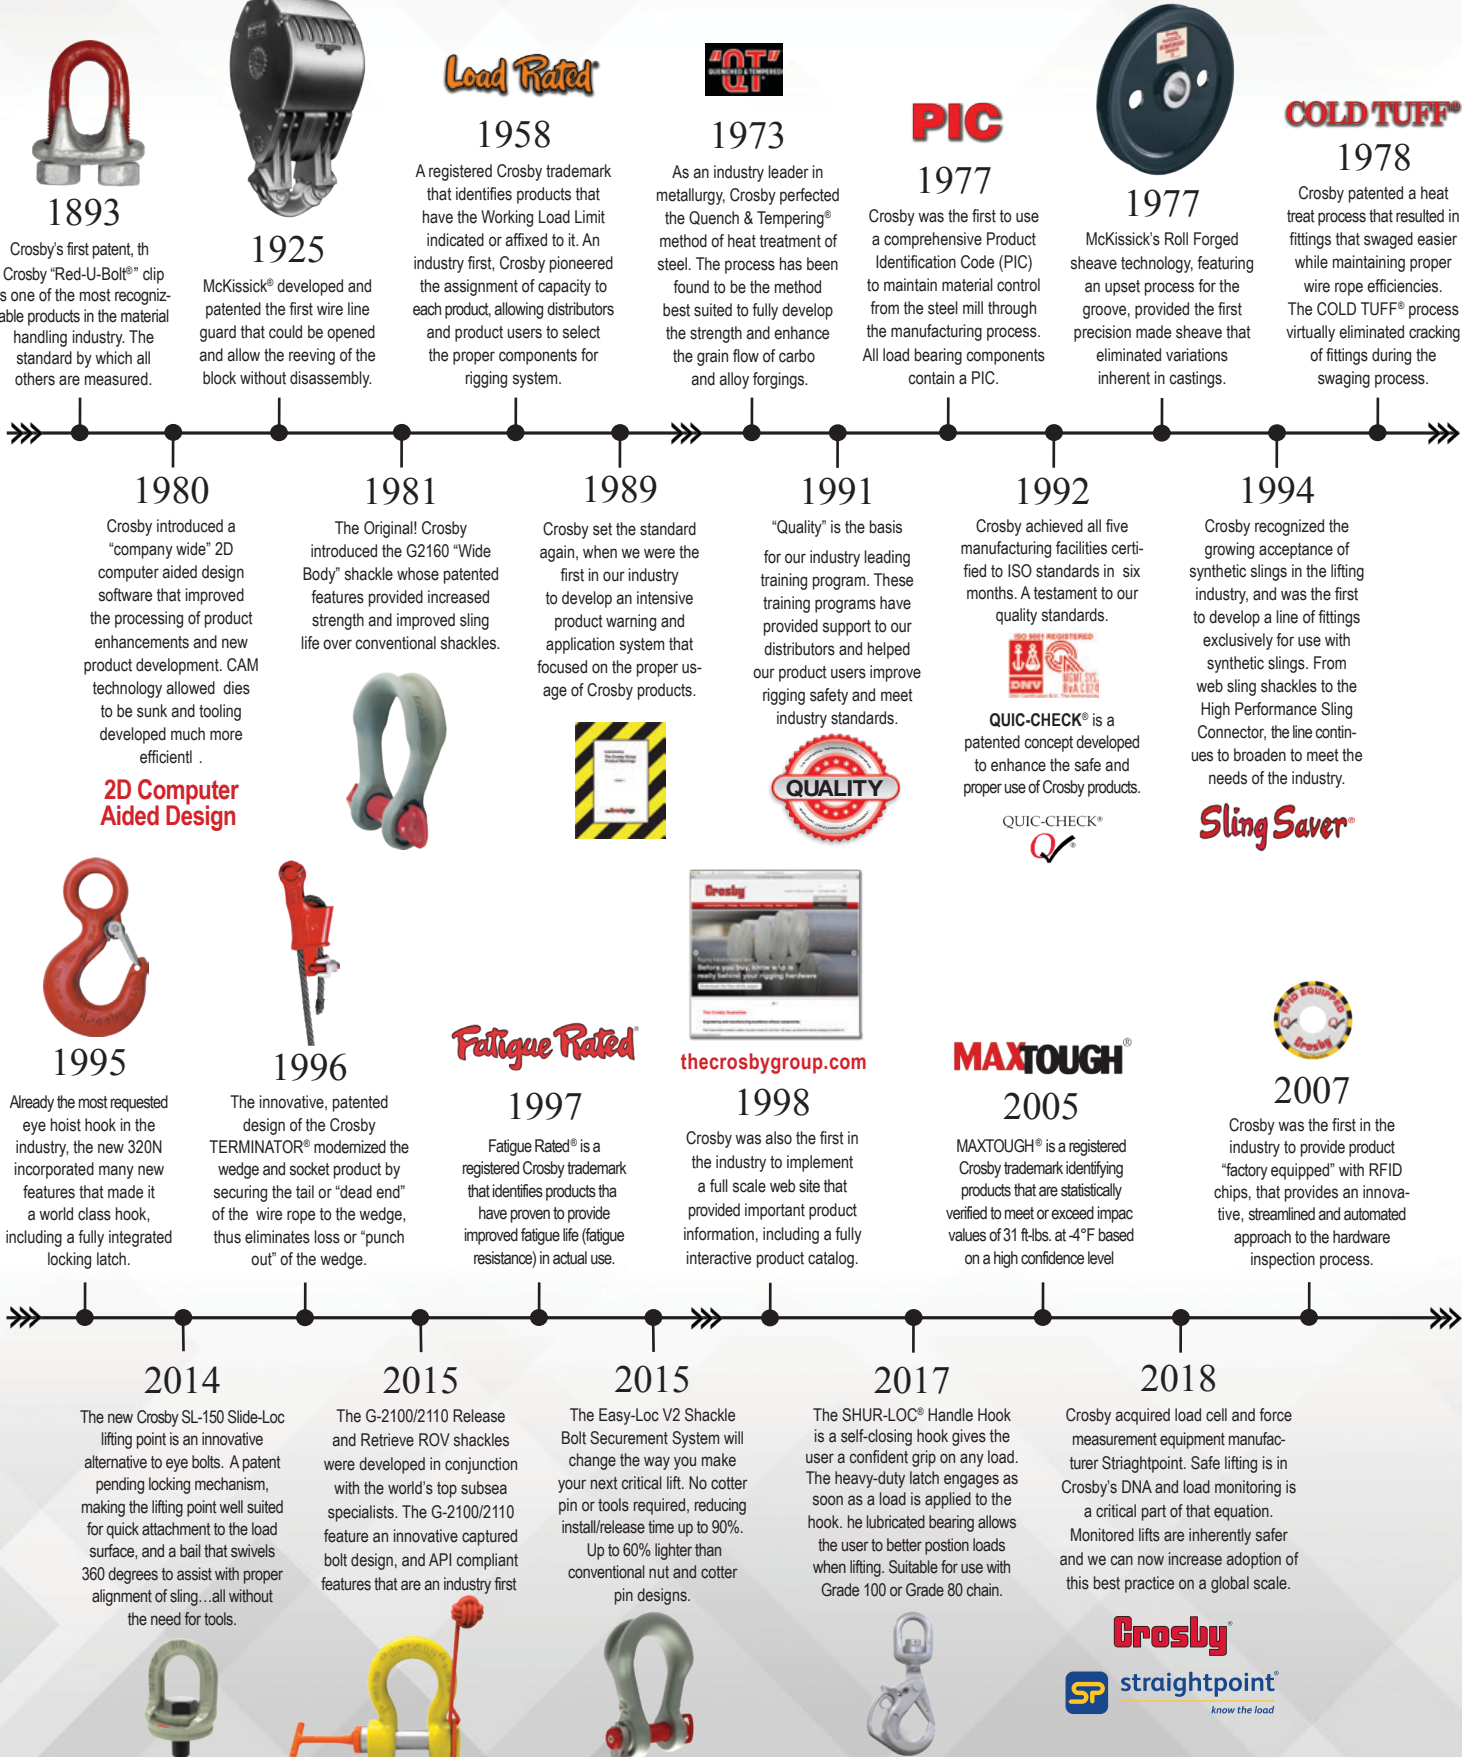 1893
Crosby's first patent, th
Crosby “Red-U-Bolt®” clip
s one of the most recogniz-
able products in the material
handling industry. The
standard by which all
others are measured.
1925
McKissick® developed and
patented the first wire line
guard that could be opened
and allow the reeving of the
block without disassembly.
Load Rated®
1958
A registered Crosby trademark
that identifies products that
have the Working Load Limit
indicated or affixed to it. An
industry first, Crosby pioneered
the assignment of capacity to
each product, allowing distributors
and product users to select
the proper components for
rigging system.
"QT"
QUENCHED & TEMPERED
1973
As an industry leader in
metallurgy, Crosby perfected
the Quench & Tempering®
method of heat treatment of
steel. The process has been
found to be the method
best suited to fully develop
the strength and enhance
the grain flow of carbo
and alloy forgings.
PIC
1977
Crosby was the first to use
a comprehensive Product
Identification Code (PIC)
to maintain material control
from the steel mill through
the manufacturing process.
All load bearing components
contain a PIC.
1977
McKissick's Roll Forged
sheave technology, featuring
an upset process for the
groove, provided the first
precision made sheave that
eliminated variations
inherent in castings.
COLD TUFF®
1978
Crosby patented a heat
treat process that resulted in
fittings that swaged easier
while maintaining proper
wire rope efficiencies.
The COLD TUFF® process
virtually eliminated cracking
of fittings during the
swaging process.
1980
Crosby introduced a
“company wide” 2D
computer aided design
software that improved
the processing of product
enhancements and new
product development. CAM
technology allowed dies
to be sunk and tooling
developed much more
efficientl .
2D Computer
Aided Design
1981
The Original! Crosby
introduced the G2160 “Wide
Body” shackle whose patented
features provided increased
strength and improved sling
life over conventional shackles.
1989
Crosby set the standard
again, when we were the
first in our industry
to develop an intensive
product warning and
application system that
focused on the proper us-
age of Crosby products.
1991
“Quality” is the basis
for our industry leading
training program. These
training programs have
provided support to our
distributors and helped
our product users improve
rigging safety and meet
industry standards.
QUALITY
1992
Crosby achieved all five
manufacturing facilities certi-
fied to ISO standards in six
months. A testament to our
quality standards.
ISO 9001 REGISTERED
DNV
MGMT. SYS.
RvA C024
QUIC-CHECK® is a
patented concept developed
to enhance the safe and
proper use of Crosby products.
QUIC-CHECK®
Q®
1994
Crosby recognized the
growing acceptance of
synthetic slings in the lifting
industry, and was the first
to develop a line of fittings
exclusively for use with
synthetic slings. From
web sling shackles to the
High Performance Sling
Connector, the line contin-
ues to broaden to meet the
needs of the industry.
Sling Saver®
1995
Already the most requested
eye hoist hook in the
industry, the new 320N
incorporated many new
features that made it
a world class hook,
including a fully integrated
locking latch.
1996
The innovative, patented
design of the Crosby
TERMINATOR® modernized the
wedge and socket product by
securing the tail or “dead end”
of the wire rope to the wedge,
thus eliminates loss or “punch
out” of the wedge.
Fatigue Rated®
1997
Fatigue Rated® is a
registered Crosby trademark
that identifies products tha
have proven to provide
improved fatigue life (fatigue
resistance) in actual use.
Crosby
Before you buy, know who is
really behind your rigging hardware
thecrosbygroup.com
1998
Crosby was also the first in
the industry to implement
a full scale web site that
provided important product
information, including a fully
interactive product catalog.
MAXTOUGH®
2005
MAXTOUGH® is a registered
Crosby trademark identifying
products that are statistically
verified to meet or exceed impac
values of 31 ft-lbs. at -4°F based
on a high confidence level
RFID EQUIPPED
Crosby
2007
Crosby was the first in the
industry to provide product
“factory equipped” with RFID
chips, that provides an innova-
tive, streamlined and automated
approach to the hardware
inspection process.
2014
The new Crosby SL-150 Slide-Loc
lifting point is an innovative
alternative to eye bolts. A patent
pending locking mechanism,
making the lifting point well suited
for quick attachment to the load
surface, and a bail that swivels
360 degrees to assist with proper
alignment of sling…all without
the need for tools.
2015
The G-2100/2110 Release
and Retrieve ROV shackles
were developed in conjunction
with the world's top subsea
specialists. The G-2100/2110
feature an innovative captured
bolt design, and API compliant
features that are an industry first
2015
The Easy-Loc V2 Shackle
Bolt Securement System will
change the way you make
your next critical lift. No cotter
pin or tools required, reducing
install/release time up to 90%.
Up to 60% lighter than
conventional nut and cotter
pin designs.
2017
The SHUR-LOC® Handle Hook
is a self-closing hook gives the
user a confident grip on any load.
The heavy-duty latch engages as
soon as a load is applied to the
hook. he lubricated bearing allows
the user to better postion loads
when lifting. Suitable for use with
Grade 100 or Grade 80 chain.
2018
Crosby acquired load cell and force
measurement equipment manufac-
turer Striaghtpoint. Safe lifting is in
Crosby's DNA and load monitoring is
a critical part of that equation.
Monitored lifts are inherently safer
and we can now increase adoption of
this best practice on a global scale.
Crosby®
SP straightpoint®
know the load